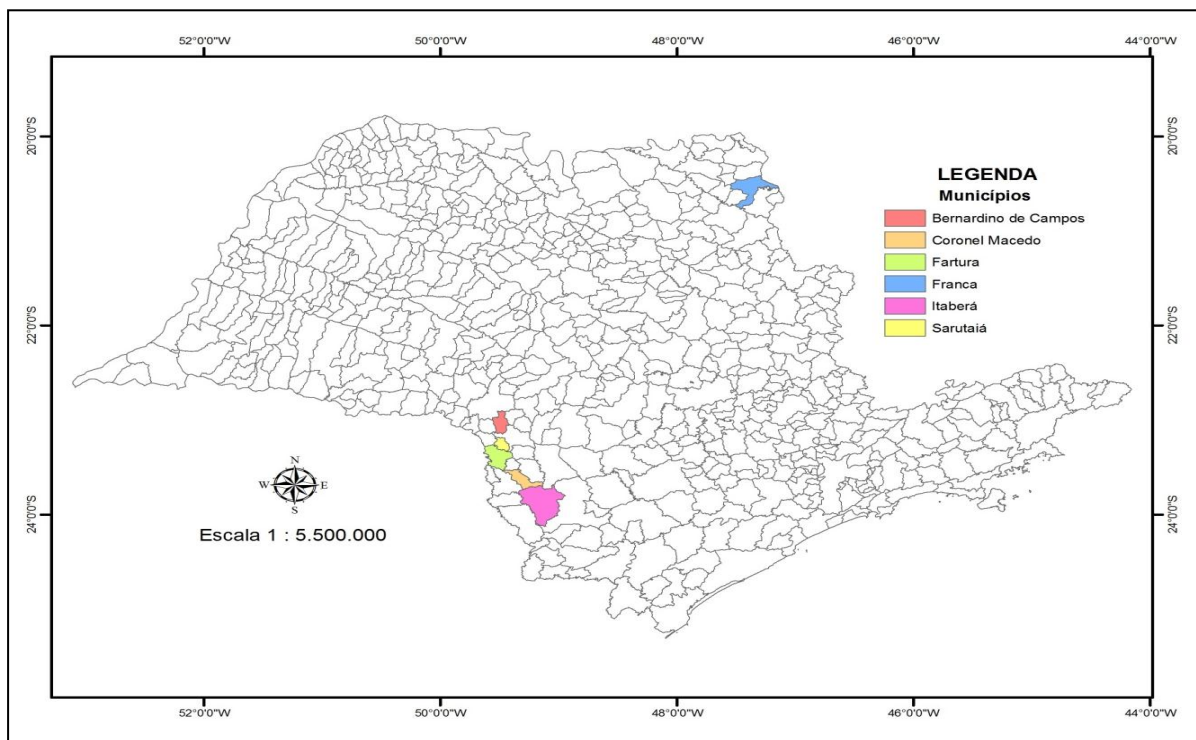 52°0'0"W 50°0'0"W 48°0'0"W 46°0'0"W 44°0'0"W
20°0'0"S
20°0'0"S
LEGENDA
Municípios
Bernardino de Campos
Coronel Macedo
Fartura
Franca
Itaberá
Sarutaiá
22°0'0"S
22°0'0"S
N
W E
S
24°0'0"S
24°0'0"S
Escala 1 : 5.500.000
52°0'0"W 50°0'0"W 48°0'0"W 46°0'0"W 44°0'0"W